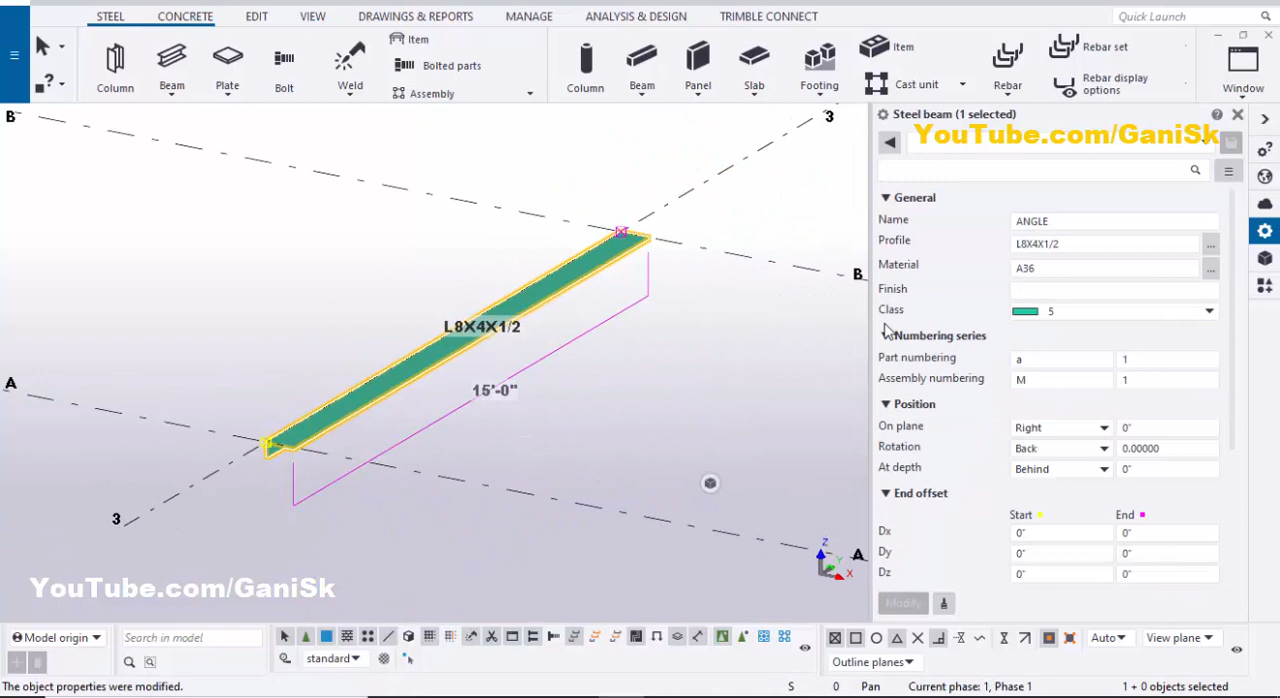 STEEL CONCRETE EDIT VIEW DRAWINGS & REPORTS MANAGE ANALYSIS & DESIGN TRIMBLE CONNECT Quick Launch
Column Beam Plate Bolt Weld
Item
Bolted parts
Assembly
Column Beam Panel Slab Footing
Item
Cast unit
Rebar
Rebar set
Rebar display options
Window
B
3
B
A
3
A
L8X4X1/2
15'-0"
Z
Y
X
YouTube.com/GaniSk
Steel beam (1 selected)
YouTube.com/GaniSk
General
Name ANGLE
Profile L8X4X1/2 ...
Material A36 ...
Finish
Class 5
Numbering series
Part numbering a 1
Assembly numbering M 1
Position
On plane Right 0"
Rotation Back 0.00000
At depth Behind 0"
End offset
Start End
Dx 0" 0"
Dy 0" 0"
Dz 0" 0"
Modify
Model origin Search in model
standard
Auto View plane
Outline planes
The object properties were modified. S 0 Pan Current phase: 1, Phase 1 1 + 0 objects selected